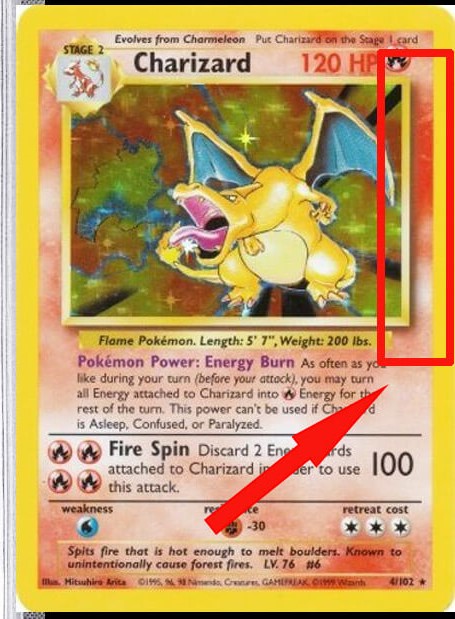 Evolves from Charmeleon Put Charizard on the Stage 1 card
STAGE 2
Charizard 120 HP
Flame Pokémon. Length: 5' 7", Weight: 200 lbs.
Pokémon Power: Energy Burn As often as you
like during your turn (before your attack), you may turn
all Energy attached to Charizard into Energy for the
rest of the turn. This power can't be used if
is Asleep, Confused, or Paralyzed.
Fire Spin Discard 2
attached to Charizard in to use 100
this attack.
weakness retreat cost
-30
Spits fire that is hot enough to melt boulders. Known to
unintentionally cause forest fires. LV. 76 #6
Illus. Mitsuhiro Arita ©1995, 96, 98 Nintendo, Creatures, GAMEFREAK. ©1999 Wizards. 4/102 ★